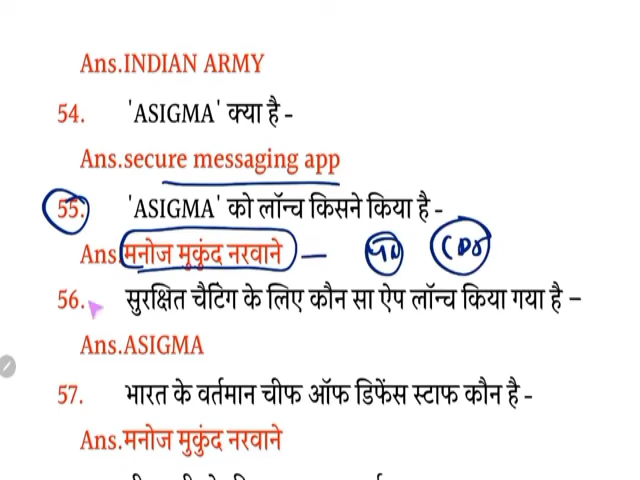 Ans.INDIAN ARMY
54. 'ASIGMA' क्या है -
Ans.secure messaging app
55. 'ASIGMA' को लॉन्च किसने किया है -
Ans.मनोज मुकुंद नरवाने
56. सुरक्षित चैटिंग के लिए कौन सा ऐप लॉन्च किया गया है –
Ans.ASIGMA
57. भारत के वर्तमान चीफ ऑफ डिफेंस स्टाफ कौन है -
Ans.मनोज मुकुंद नरवाने